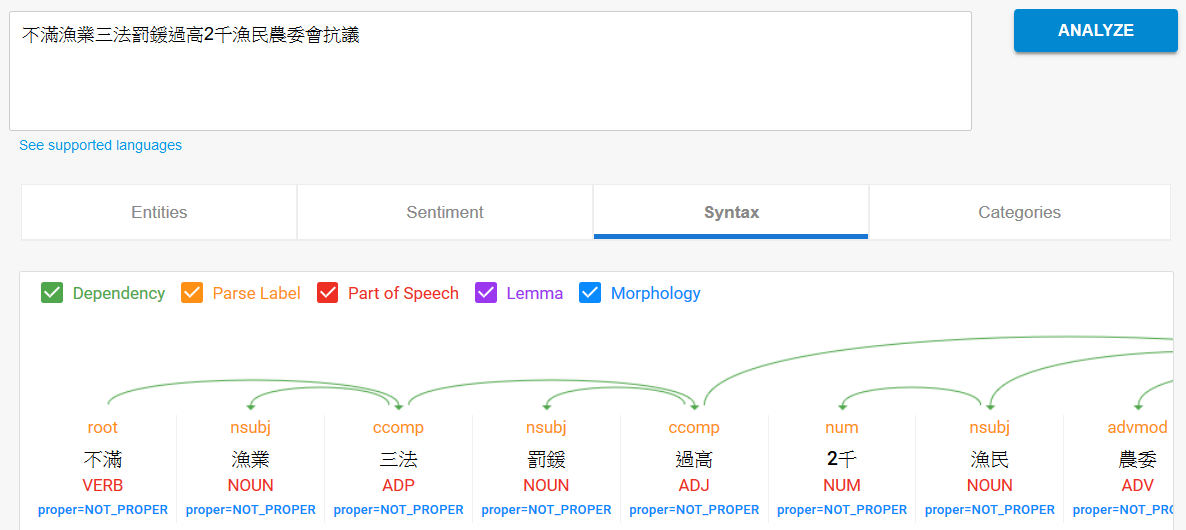 不滿漁業三法罰鍰過高2千漁民農委會抗議
ANALYZE
See supported languages
Entities Sentiment Syntax Categories
Dependency Parse Label Part of Speech Lemma Morphology
root nsubj ccomp nsubj ccomp num nsubj advmod
不滿 漁業 三法 罰鍰 過高 2千 漁民 農委
VERB NOUN ADP NOUN ADJ NUM NOUN ADV
proper=NOT_PROPER proper=NOT_PROPER proper=NOT_PROPER proper=NOT_PROPER proper=NOT_PROPER proper=NOT_PROPER proper=NOT_PROPER proper=NOT_PRO